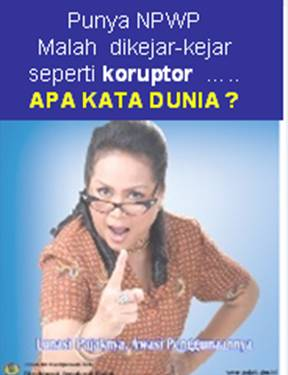 Punya NPWP
Malah dikejar-kejar
seperti koruptor .....
APA KATA DUNIA ?
Lunasi Pajaknya, Awasi Penggunaannya